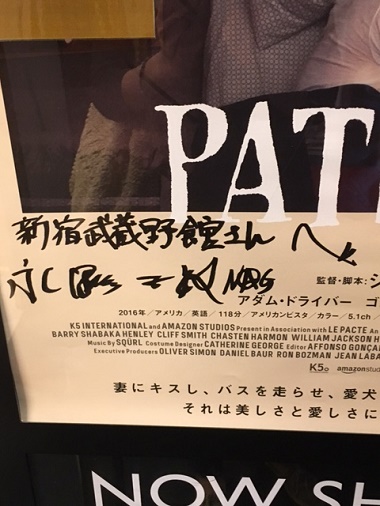 PAT
新宿武蔵野館さんへ
監督・脚本:
アダム・ドライバー ゴ
2016年/アメリカ/英語/118分/アメリカンビスタ/カラー/5.1ch
K5 INTERNATIONAL and AMAZON STUDIOS Present in Association with LE PACTE An
BARRY SHABAKA HENLEY CLIFF SMITH CHASTEN HARMON WILLIAM JACKSON H
Music By SQÜRL Costume Designer CATHERINE GEORGE Editor AFFONSO GONÇA
Executive Producers OLIVER SIMON DANIEL BAUR RON BOZMAN JEAN LABA
K5 amazonstud
妻にキスし、バスを走らせ、愛犬
それは美しさと愛しさに
NOW SH